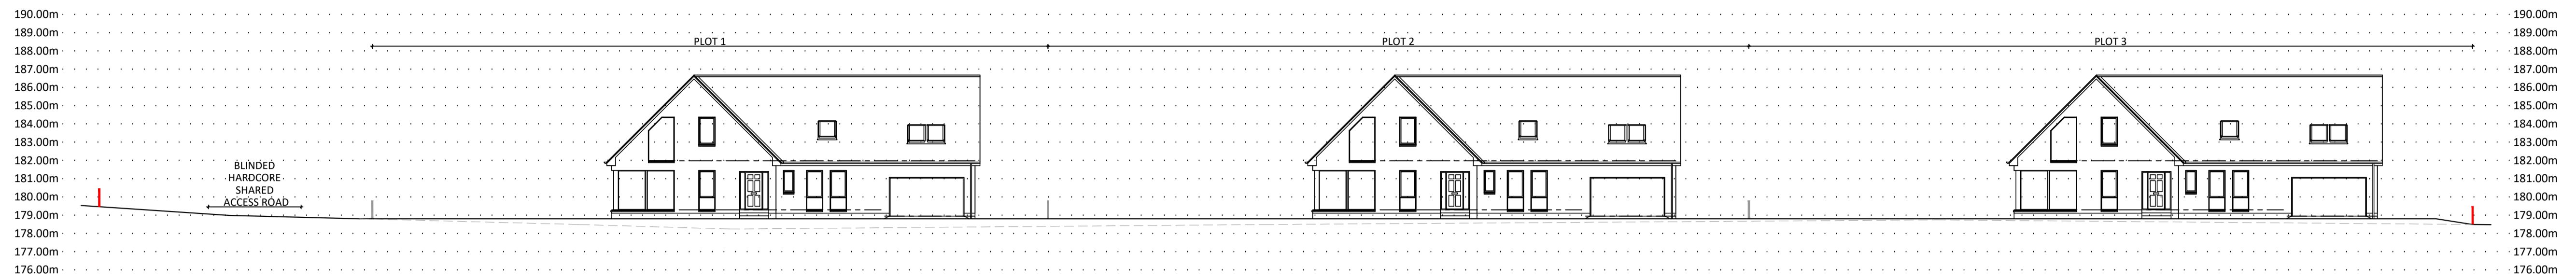 190.00m 190.00m
189.00m 189.00m
PLOT 1 PLOT 2 PLOT 3
188.00m 188.00m
187.00m 187.00m
186.00m 186.00m
185.00m 185.00m
184.00m 184.00m
183.00m 183.00m
182.00m 182.00m
181.00m 181.00m
180.00m 180.00m
179.00m 179.00m
178.00m 178.00m
177.00m 177.00m
176.00m 176.00m
BLINDED
HARDCORE
SHARED
ACCESS ROAD